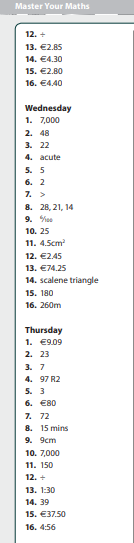 Master Your Maths
12. ÷
13. €2.85
14. €4.30
15. €2.80
16. €4.40
Wednesday
1. 7,000
2. 48
3. 22
4. acute
5. 5
6. 2
7. >
8. 28, 21, 14
9. ⁶⁄₁₀₀
10. 25
11. 4.5cm²
12. €2.45
13. €74.25
14. scalene triangle
15. 180
16. 260m
Thursday
1. €9.09
2. 23
3. 7
4. 97 R2
5. 3
6. €80
7. 72
8. 15 mins
9. 9cm
10. 7,000
11. 150
12. ÷
13. 1:30
14. 39
15. €37.50
16. 4:56